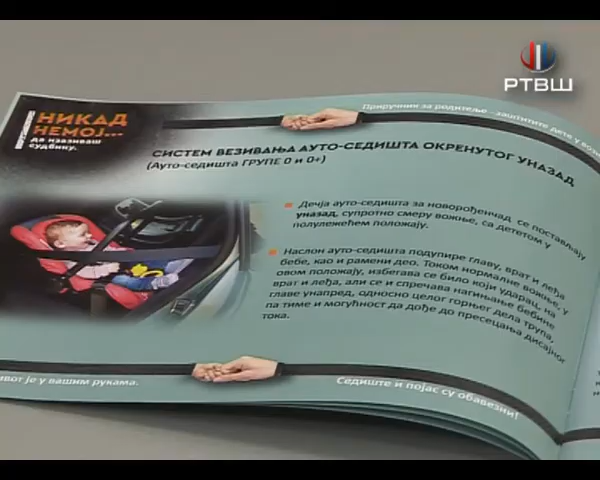 РТВШ
Приручник за родитеље - заштитите дете у
НИКАД
НЕМОЈ...
да изазиваш
судбину.
СИСТЕМ ВЕЗИВАЊА АУТО-СЕДИШТА ОКРЕНУТОГ УНАЗАД
(Ауто-седишта ГРУПЕ 0 и 0+)
Дечја ауто-седишта за новорођенчад се постављају
уназад, супротно смеру вожње, са дететом у
полулежећем положају.
Наслон ауто-седишта подупире главу, врат и леђа
бебе, као и рамени део. Током нормалне вожње, у
овом положају, избегава се било који ударац, на
врат и леђа, али се и спречава нагињање бебине
главе унапред, односно целог горњег дела трупа,
па тиме и могућност да дође до пресецања дисајног
тока.
ивот је у вашим рукама.
Седиште и појас су обавезни!